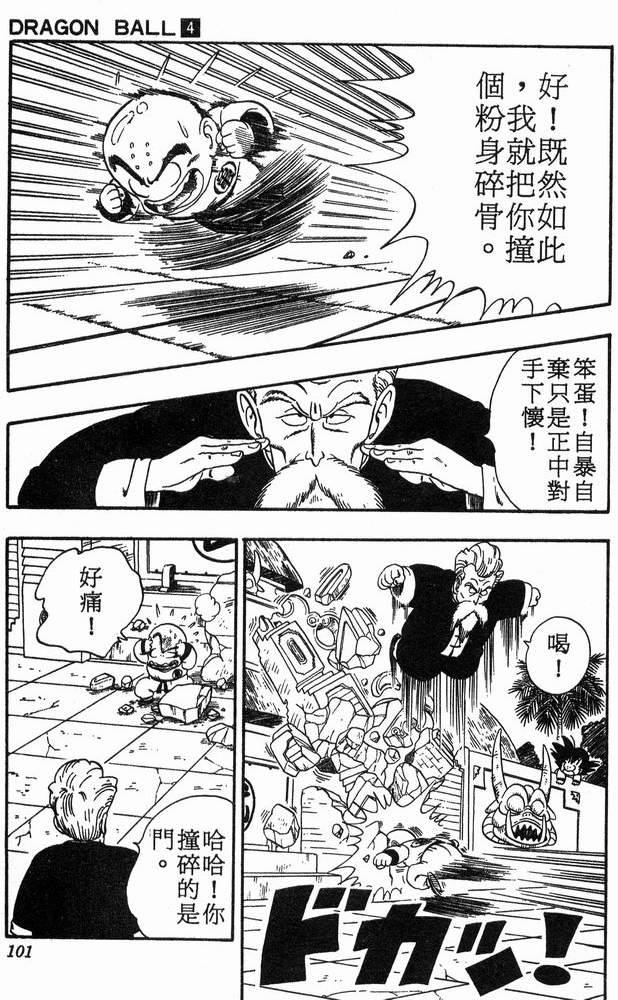 DRAGON BALL 4
好！既然如此
，我就把你撞
個粉身碎骨。
笨蛋！自暴自
棄只是正中對
手下懷！
喝！
ドカッ！
好痛！
哈哈！你
撞碎的是
門。
101